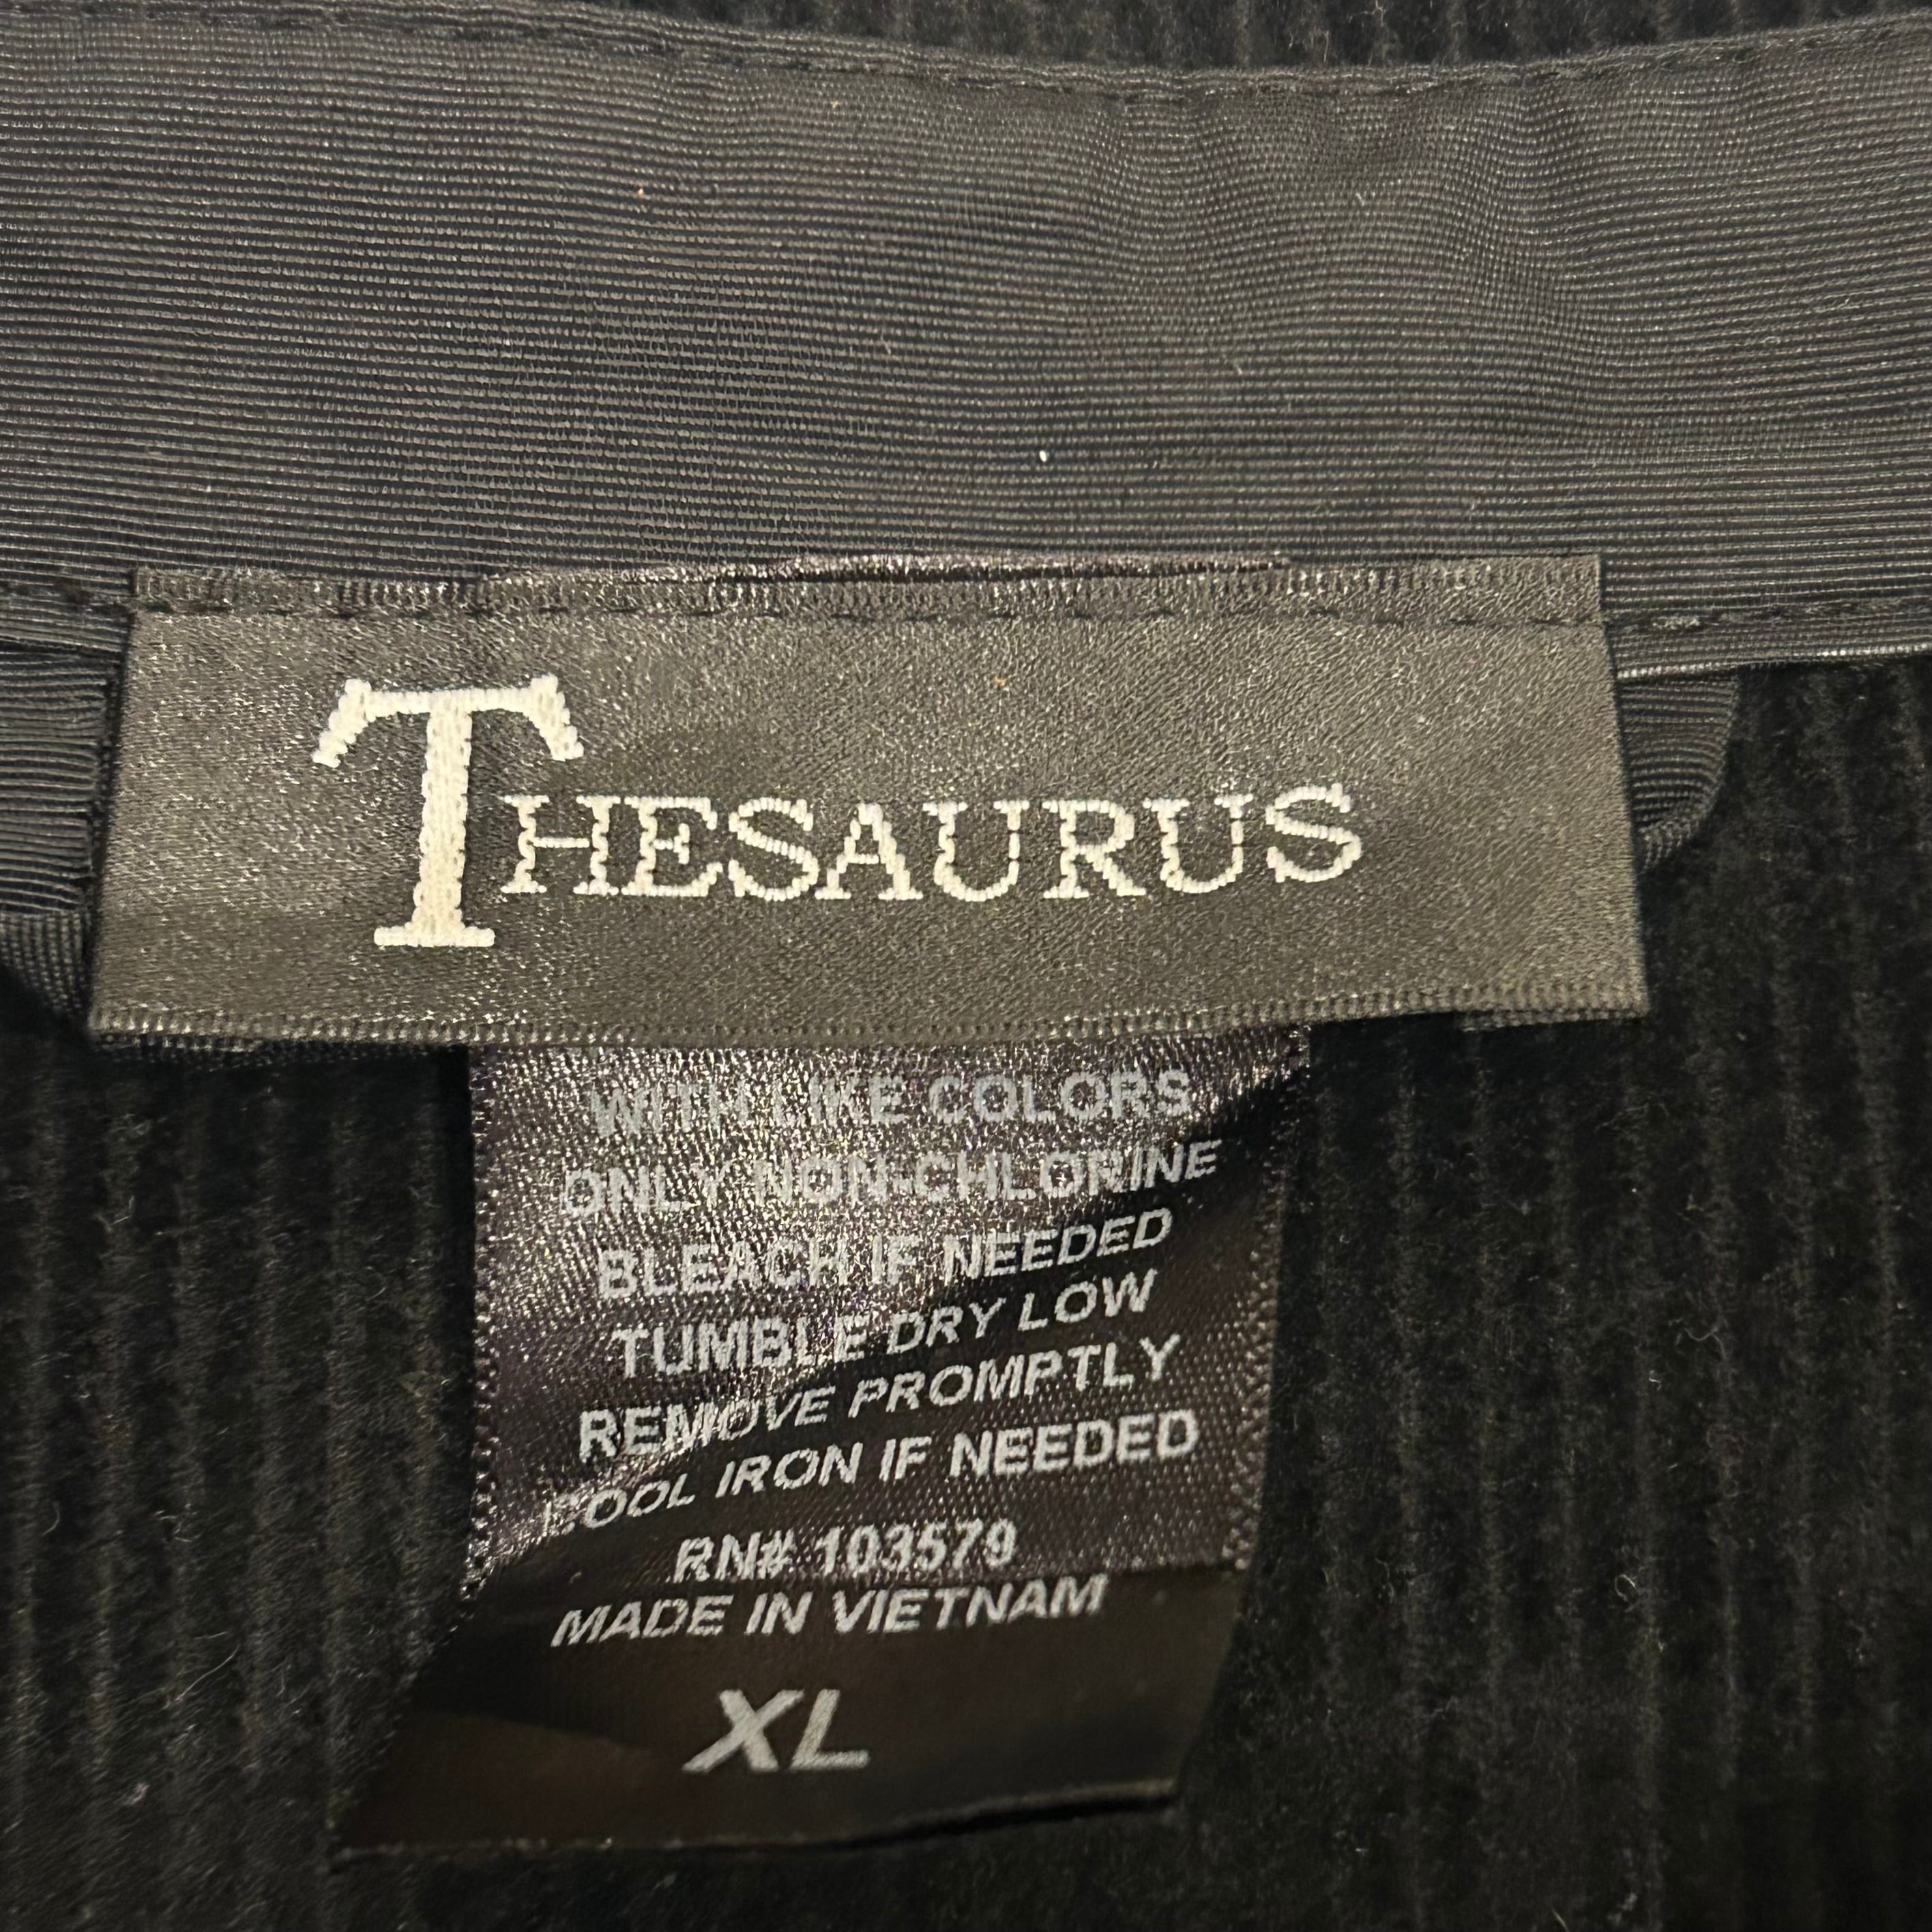 THESAURUS
WITH LIKE COLORS
ONLY NON-CHLORINE
BLEACH IF NEEDED
TUMBLE DRY LOW
REMOVE PROMPTLY
COOL IRON IF NEEDED
RN# 103579
MADE IN VIETNAM
XL